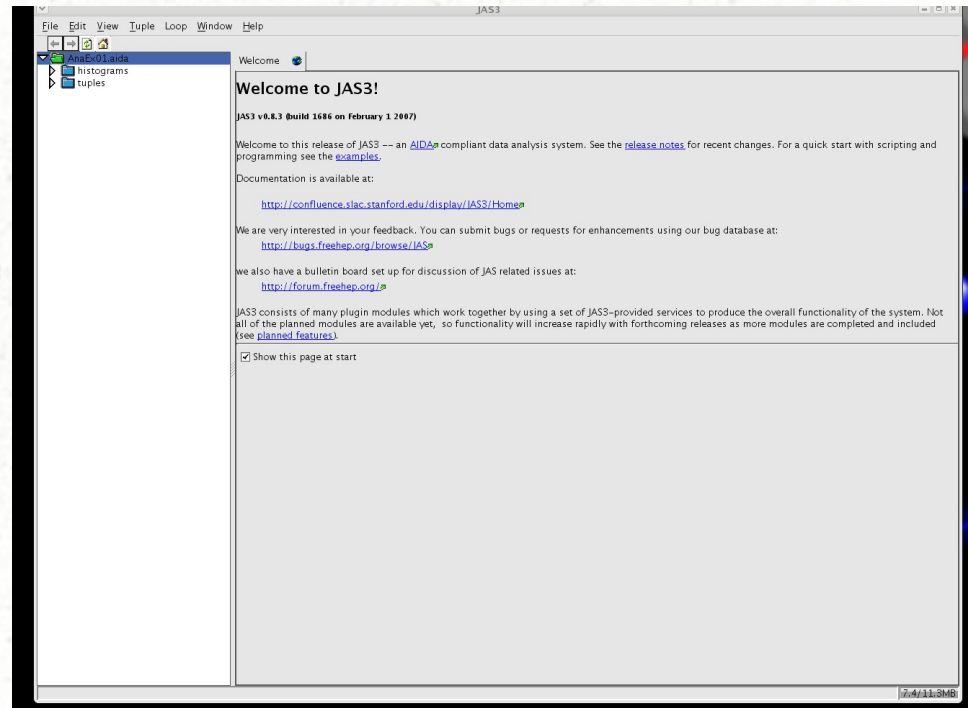 JAS3
File Edit View Tuple Loop Window Help
AnaEx01.aida
histograms
tuples
Welcome
Welcome to JAS3!
JAS3 v0.8.3 (build 1686 on February 1 2007)
Welcome to this release of JAS3 -- an AIDA compliant data analysis system. See the release notes for recent changes. For a quick start with scripting and
programming see the examples.
Documentation is available at:
http://confluence.slac.stanford.edu/display/JAS3/Home
We are very interested in your feedback. You can submit bugs or requests for enhancements using our bug database at:
http://bugs.freehep.org/browse/JAS
we also have a bulletin board set up for discussion of JAS related issues at:
http://forum.freehep.org/
JAS3 consists of many plugin modules which work together by using a set of JAS3-provided services to produce the overall functionality of the system. Not
all of the planned modules are available yet, so functionality will increase rapidly with forthcoming releases as more modules are completed and included
(see planned features).
Show this page at start
7.4/11.3MB